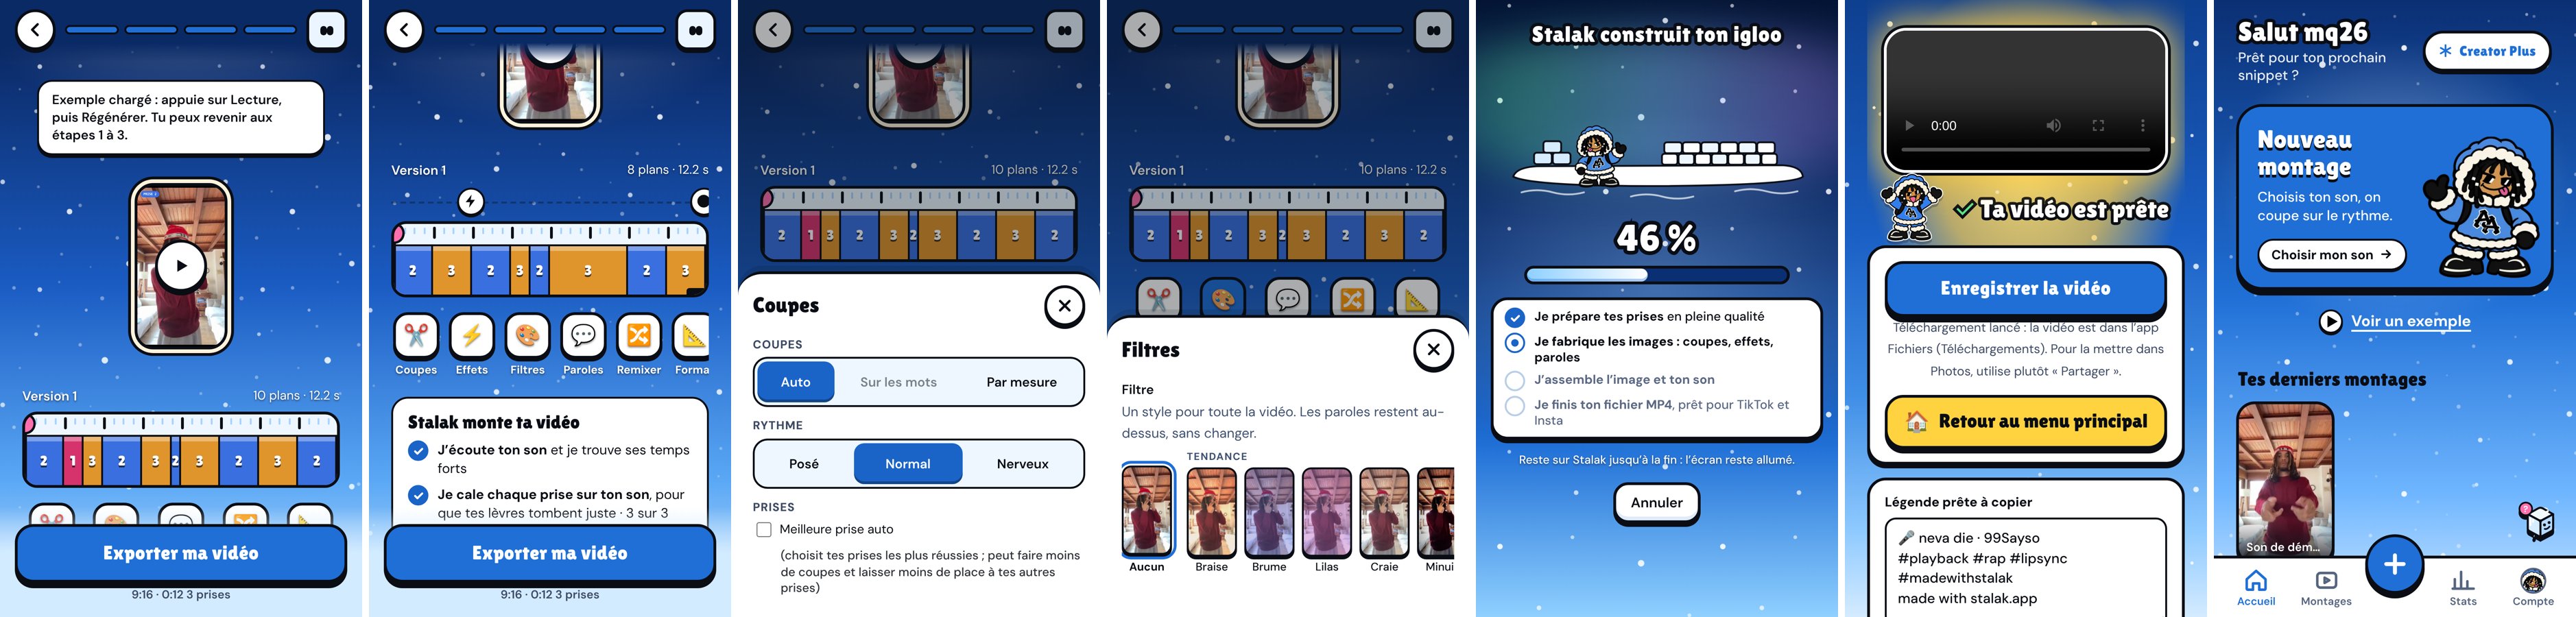 Exemple chargé : appuie sur Lecture,
puis Régénérer. Tu peux revenir aux
étapes 1 à 3.
Version 1
10 plans · 12.2 s
2 1 3 2 3 2 3 2 3 2
Exporter ma vidéo
9:16 · 0:12 3 prises
Version 1
8 plans · 12.2 s
2 3 2 3 2 3 2 3
Coupes
Effets
Filtres
Paroles
Remixer
Forma
Stalak monte ta vidéo
J'écoute ton son et je trouve ses temps
forts
Je cale chaque prise sur ton son, pour
que tes lèvres tombent juste · 3 sur 3
Exporter ma vidéo
9:16 · 0:12 3 prises
Version 1
10 plans · 12.2 s
2 1 3 2 3 2 3 2 3 2
Coupes
COUPES
Auto
Sur les mots
Par mesure
RYTHME
Posé
Normal
Nerveux
PRISES
Meilleure prise auto
(choisit tes prises les plus réussies ; peut faire moins
de coupes et laisser moins de place à tes autres
prises)
Version 1
10 plans · 12.2 s
2 1 3 2 3 2 3 2 3 2
Filtres
Filtre
Un style pour toute la vidéo. Les paroles restent au-
dessus, sans changer.
TENDANCE
Aucun
Braise
Brume
Lilas
Craie
Minui
Stalak construit ton igloo
46 %
Je prépare tes prises en pleine qualité
Je fabrique les images : coupes, effets,
paroles
J'assemble l'image et ton son
Je finis ton fichier MP4, prêt pour TikTok et
Insta
Reste sur Stalak jusqu'à la fin : l'écran reste allumé.
Annuler
0:00
Ta vidéo est prête
Enregistrer la vidéo
Téléchargement lancé : la vidéo est dans l'app
Fichiers (Téléchargements). Pour la mettre dans
Photos, utilise plutôt « Partager ».
Retour au menu principal
Légende prête à copier
neva die · 99Sayso
#playback #rap #lipsync
#madewithstalak
made with stalak.app
Salut mq26
Prêt pour ton prochain
snippet ?
Creator Plus
Nouveau
montage
Choisis ton son, on
coupe sur le rythme.
Choisir mon son →
Voir un exemple
Tes derniers montages
Son de dém...
Accueil
Montages
Stats
Compte